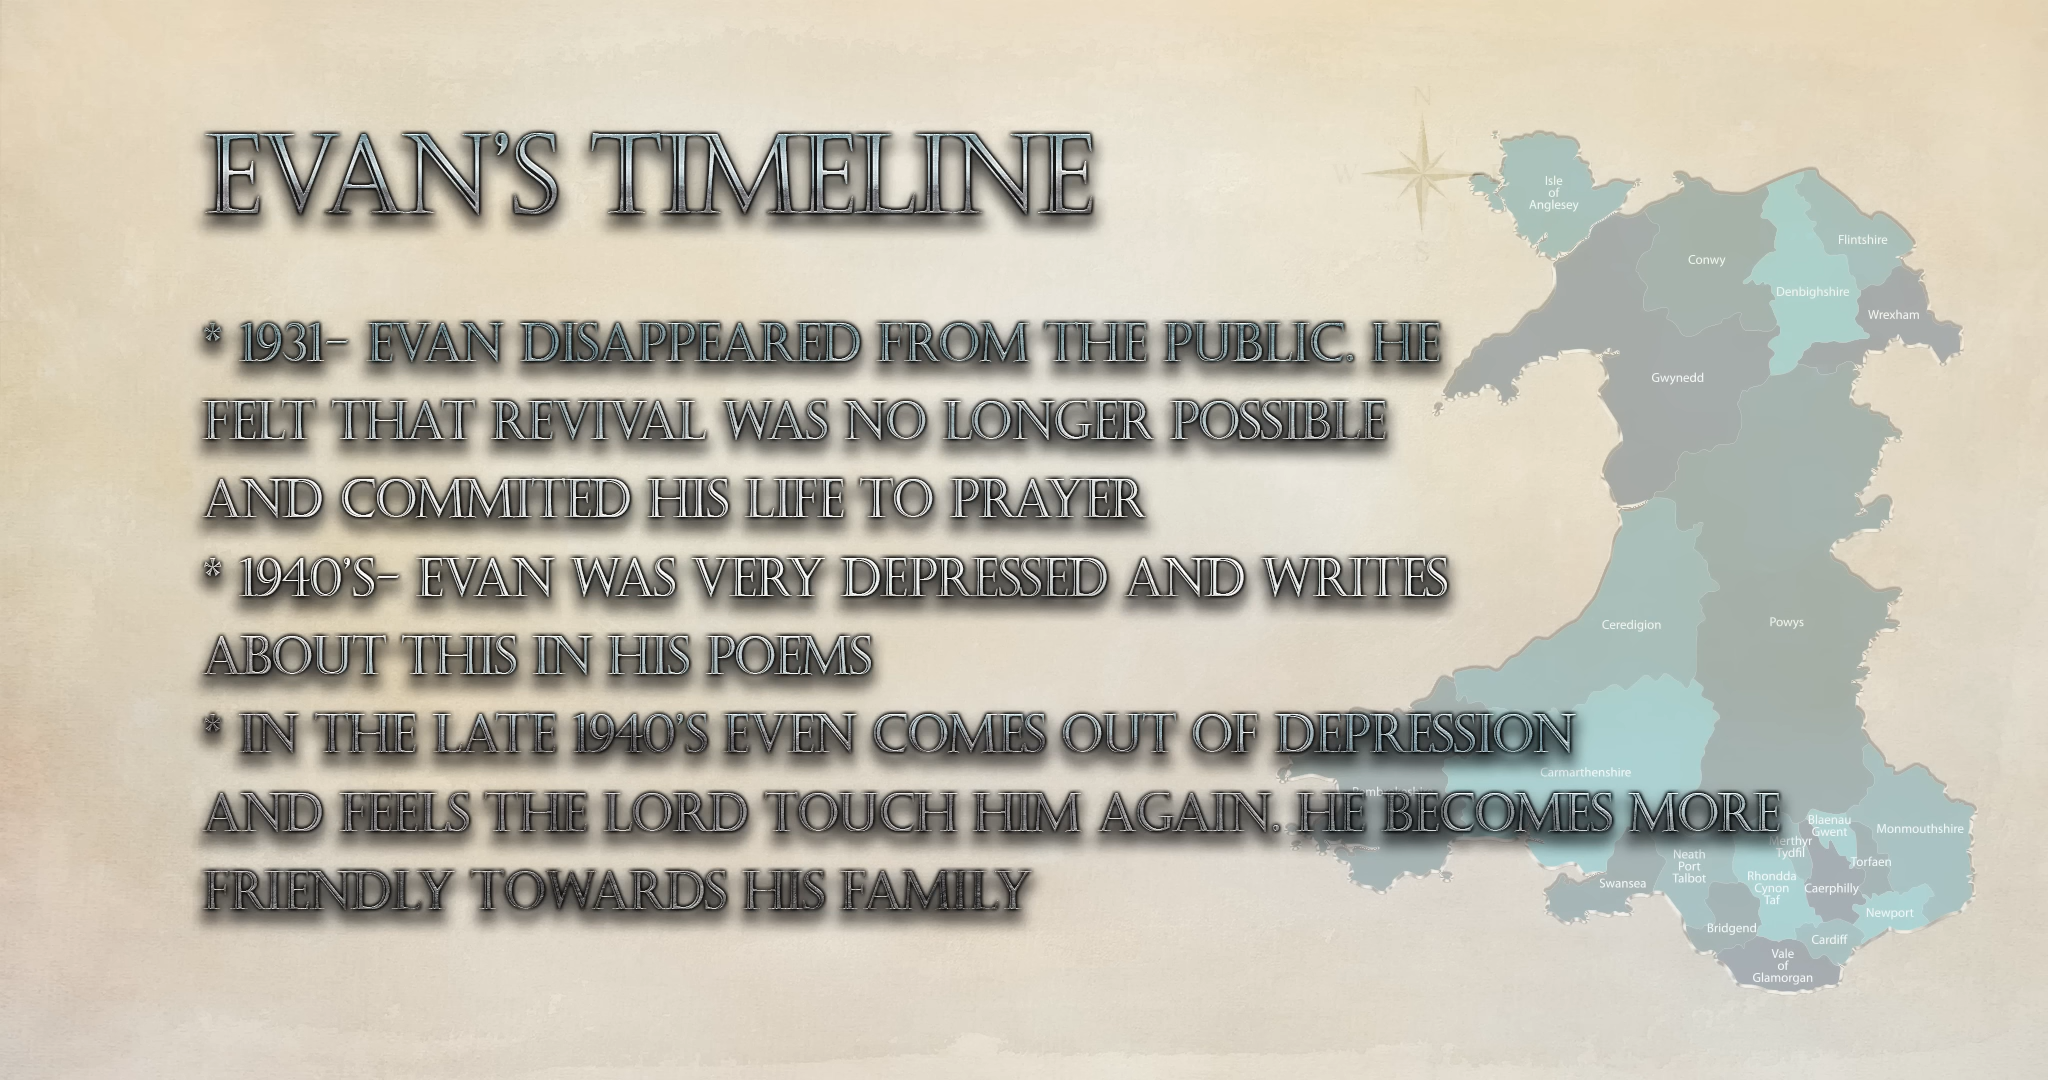 EVAN'S TIMELINE
* 1931- EVAN DISAPPEARED FROM THE PUBLIC. HE
FELT THAT REVIVAL WAS NO LONGER POSSIBLE
AND COMMITED HIS LIFE TO PRAYER
* 1940'S- EVAN WAS VERY DEPRESSED AND WRITES
ABOUT THIS IN HIS POEMS
* IN THE LATE 1940'S EVEN COMES OUT OF DEPRESSION
AND FEELS THE LORD TOUCH HIM AGAIN. HE BECOMES MORE
FRIENDLY TOWARDS HIS FAMILY
N
W
S
Isle
of
Anglesey
Conwy
Flintshire
Denbighshire
Wrexham
Gwynedd
Ceredigion
Powys
Carmarthenshire
Pembrokeshire
Swansea
Neath
Port
Talbot
Bridgend
Rhondda
Cynon
Taf
Merthyr
Tydfil
Blaenau
Gwent
Caerphilly
Torfaen
Monmouthshire
Newport
Cardiff
Vale
of
Glamorgan